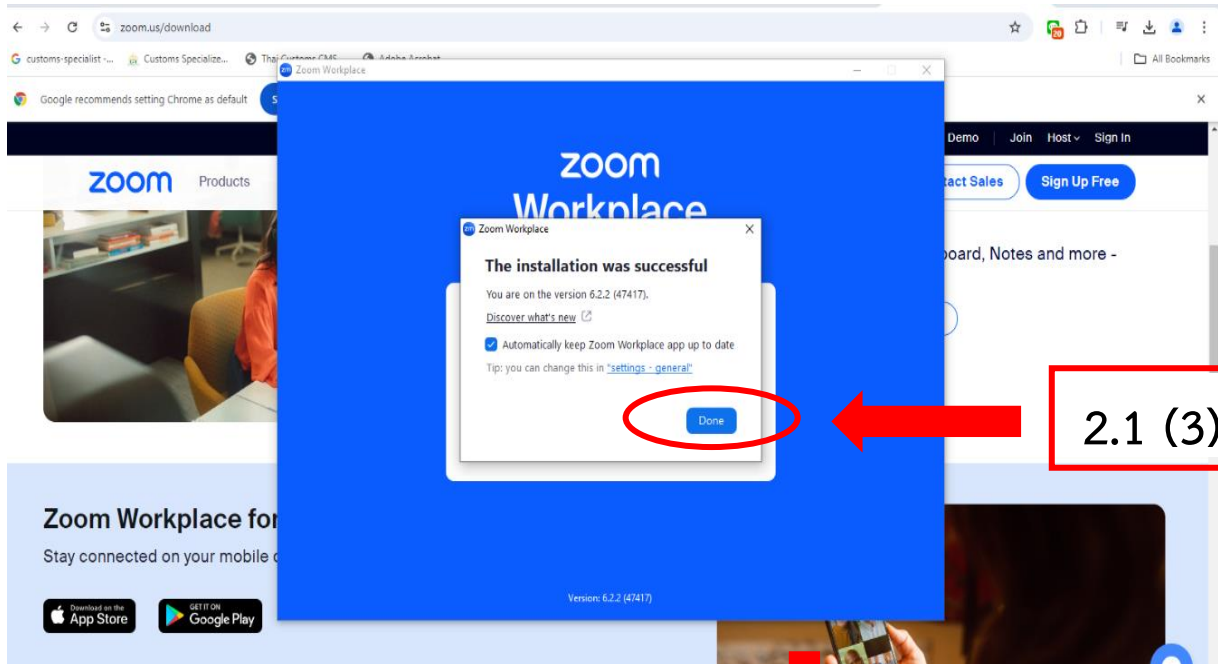 zoom.us/download
20
customs-specialist -...
Customs Specialize...
Thai Customs CMS
Adobe Acrobat
All Bookmarks
Google recommends setting Chrome as default
zm Zoom Workplace
Demo
Join
Host
Sign In
zoom
Products
tact Sales
Sign Up Free
zoom
Workplace
oard, Notes and more -
zm Zoom Workplace
The installation was successful
You are on the version 6.2.2 (47417).
Discover what's new
Automatically keep Zoom Workplace app up to date
Tip: you can change this in "settings - general"
Done
2.1 (3)
Zoom Workplace for
Stay connected on your mobile
Download on the
App Store
GET IT ON
Google Play
Version: 6.2.2 (47417)